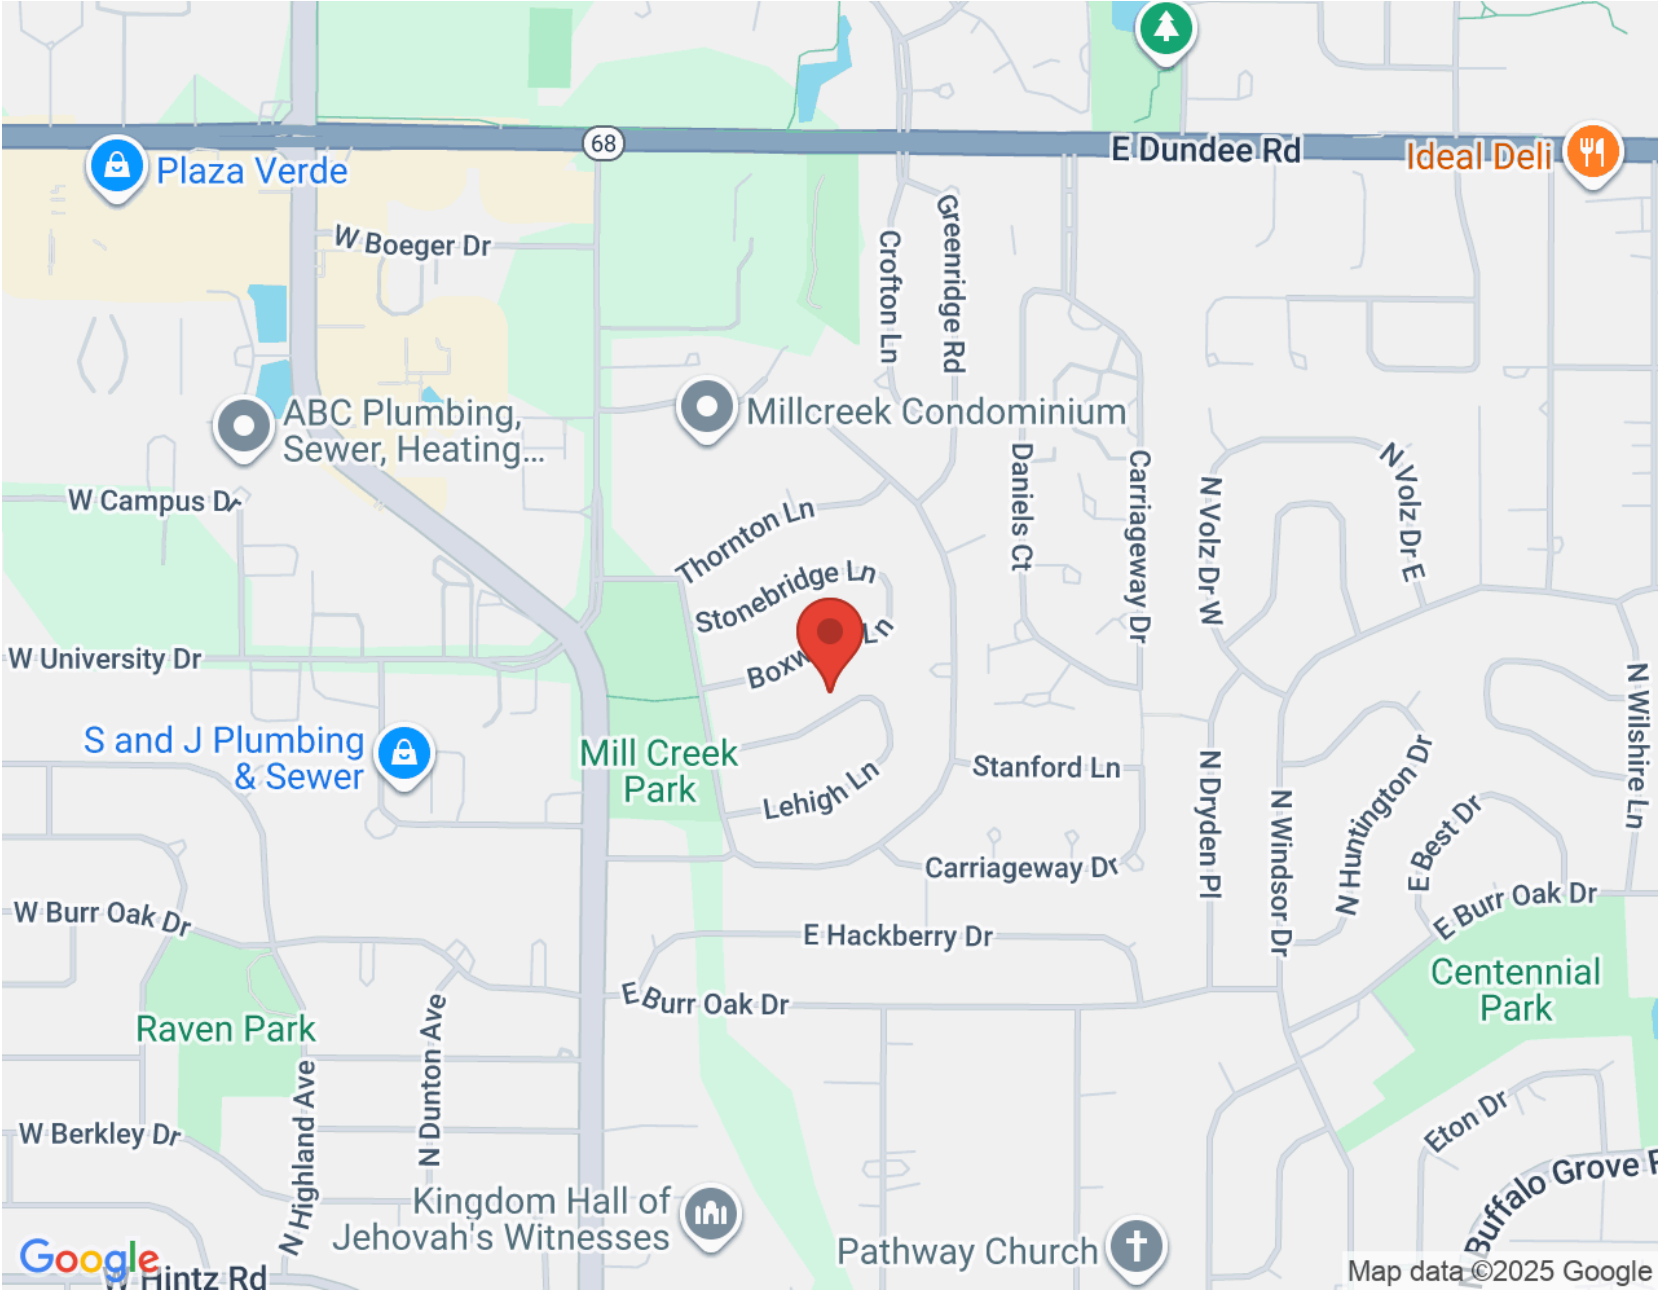 68
E Dundee Rd
Ideal Deli
Plaza Verde
W Boeger Dr
Crofton Ln
Greenridge Rd
ABC Plumbing,
Sewer, Heating...
Millcreek Condominium
W Campus Dr
Daniels Ct
Carriageway Dr
N Volz Dr W
N Volz Dr E
Thornton Ln
Stonebridge Ln
Ln
W University Dr
N Wilshire Ln
S and J Plumbing
& Sewer
Mill Creek
Park
Lehigh Ln
Stanford Ln
N Dryden Pl
N Windsor Dr
N Huntington Dr
E Best Dr
Carriageway Dr
W Burr Oak Dr
E Hackberry Dr
E Burr Oak Dr
E Burr Oak Dr
Centennial
Park
Raven Park
N Dunton Ave
N Highland Ave
W Berkley Dr
Eton Dr
Kingdom Hall of
Jehovah's Witnesses
Pathway Church
N Buffalo Grove R
Google
W Hintz Rd
Map data ©2025 Google